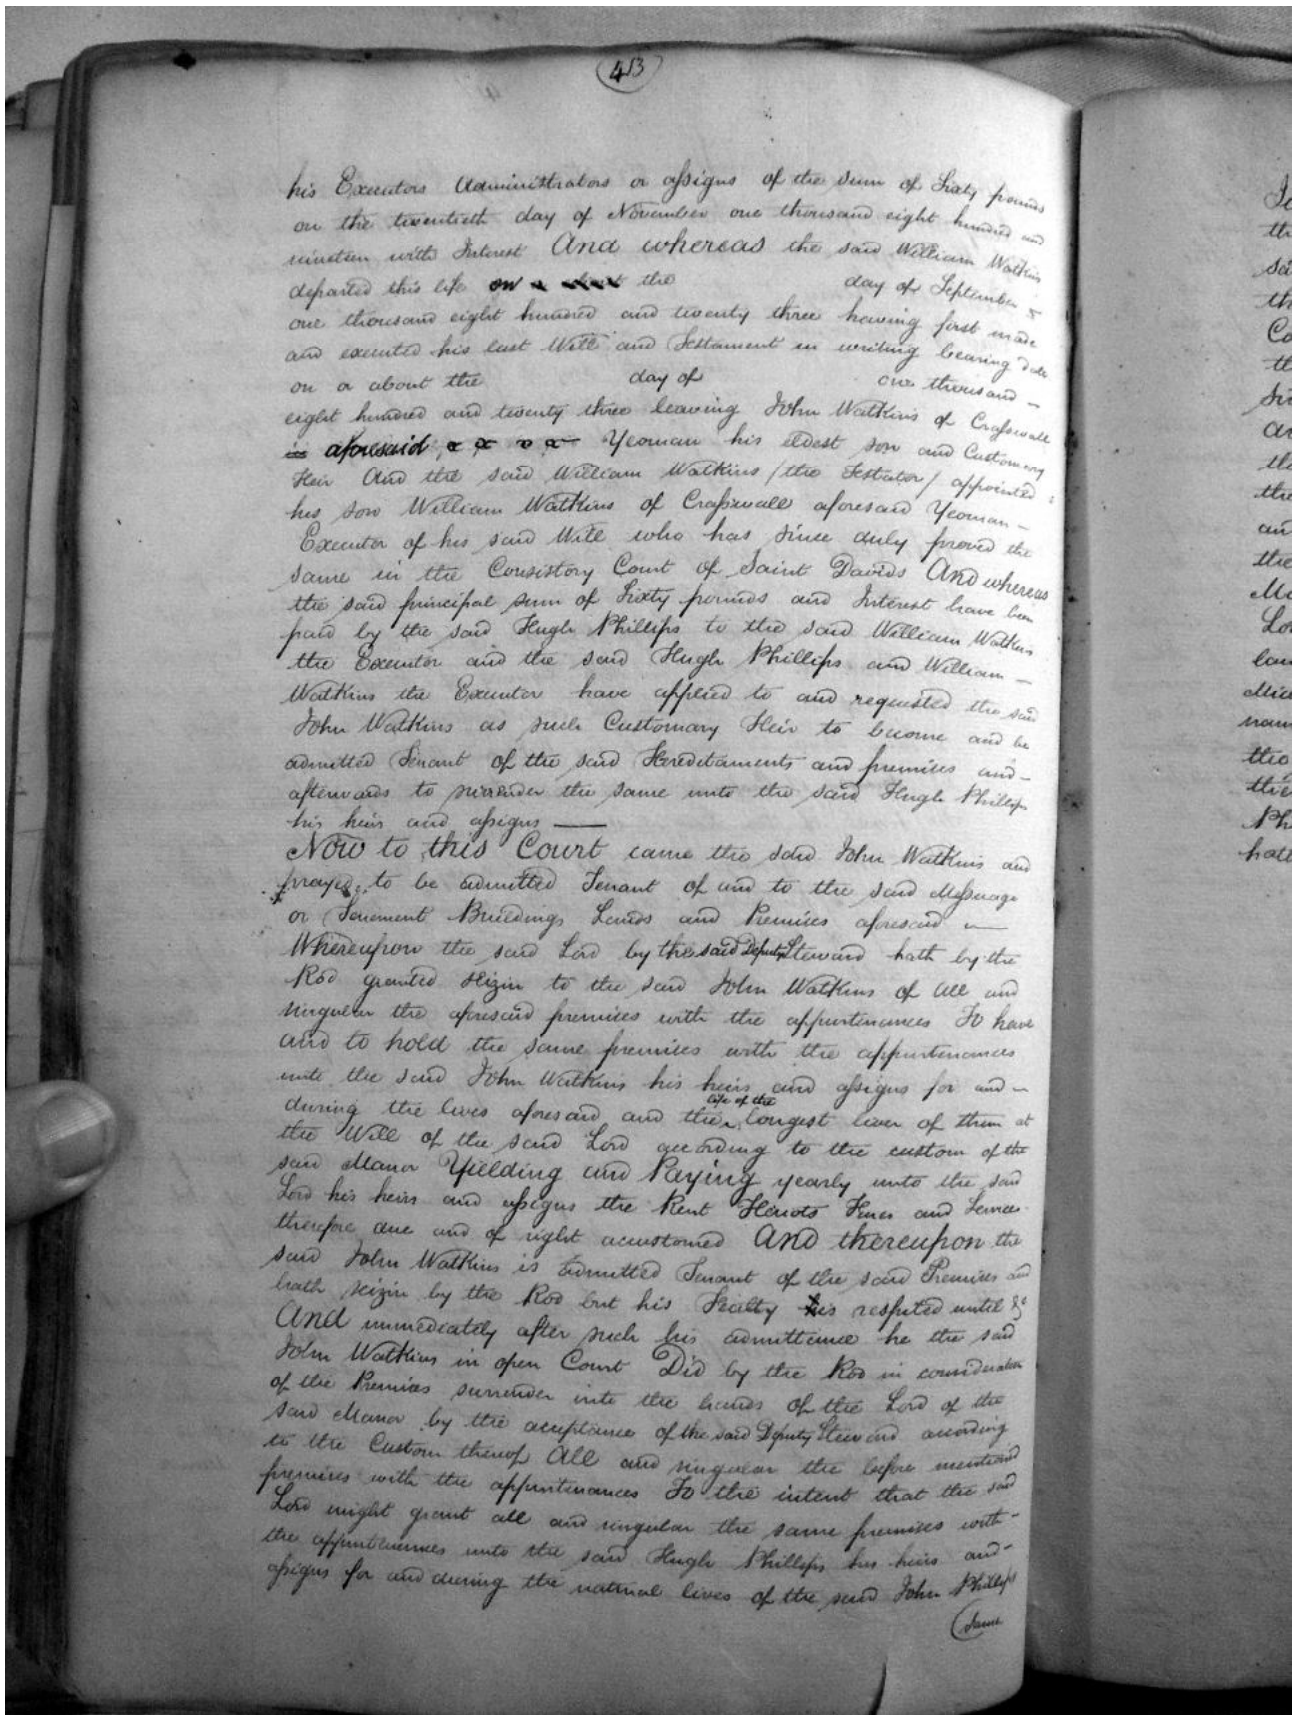 453
his Executors Administrators or assigns of the sum of Sixty pounds
on the twentieth day of November one thousand eight hundred and
nineteen with Interest And whereas the said William Watkins
departed this life on the day of September
one thousand eight hundred and twenty three having first made
and executed his last Will and Testament in writing bearing date
on or about the day of one thousand –
eight hundred and twenty three leaving John Watkins of Crasswall
aforesaid Yeoman his eldest son and Customary
Heir And the said William Watkins / the Testator / appointed
his son William Watkins of Crasswall aforesaid Yeoman –
Executor of his said Will who has since duly proved the
same in the Consistory Court of Saint Davids And whereas
the said principal sum of Sixty pounds and Interest have been
paid by the said Hugh Phillips to the said William Watkins
the Executor and the said Hugh Phillips and William –
Watkins the Executor have applied to and requested the said
John Watkins as such Customary Heir to become and be
admitted Tenant of the said Hereditaments and premises and –
afterwards to surrender the same unto the said Hugh Phillips
his heirs and assigns —
Now to this Court came the said John Watkins and
prayed to be admitted Tenant of and to the said Messuage
or Tenement Buildings Lands and Premises aforesaid —
Whereupon the said Lord by the said Deputy Steward hath by the
Rod granted seizin to the said John Watkins of all and
singular the aforesaid premises with the appurtenances To have
and to hold the same premises with the appurtenances
unto the said John Watkins his heirs and assigns for and –
during the lives aforesaid and the life of the longest liver of them at
the Will of the said Lord according to the custom of the
said Manor Yielding and Paying yearly unto the said
Lord his heirs and assigns the Rent Heriots Fines and Services
therefore due and of right accustomed And thereupon the
said John Watkins is admitted Tenant of the said Premises and
hath seizin by the Rod but his Fealty is respited until &c
And immediately after such his admittance he the said
John Watkins in open Court Did by the Rod in consideration
of the Premises surrender into the hands of the Lord of the
said Manor by the acceptance of the said Deputy Steward according
to the Custom thereof All and singular the before mentioned
premises with the appurtenances To the intent that the said
Lord might grant all and singular the same premises with –
the appurtenances unto the said Hugh Phillips his heirs and –
assigns for and during the natural lives of the said John Phillips
(Jame